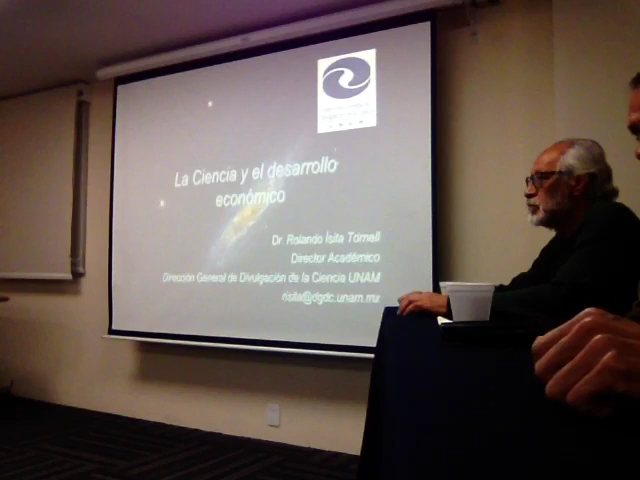 La Ciencia y el desarrollo
económico
Dr. Rolando Ísita Tornell
Director Académico
Dirección General de Divulgación de la Ciencia UNAM
risita@dgdc.unam.mx